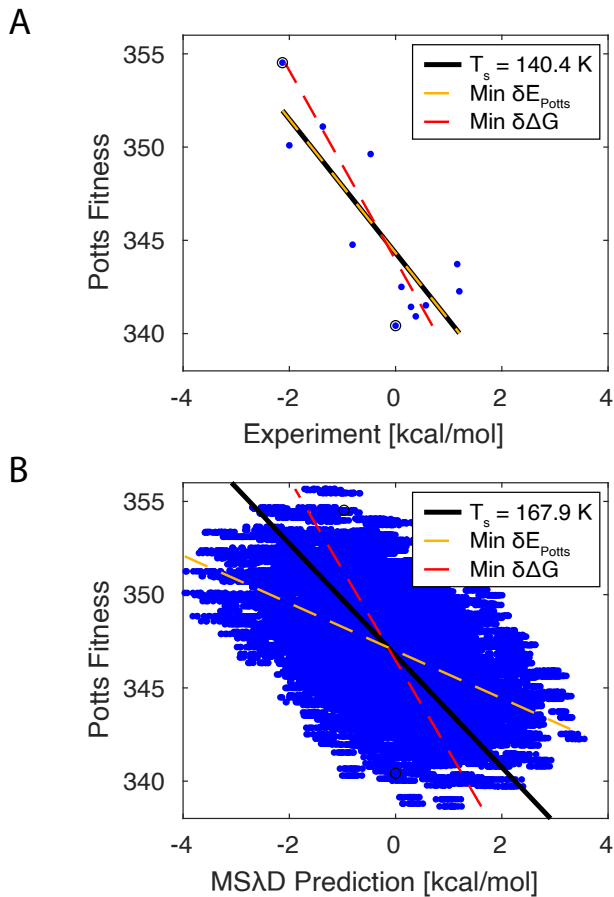 A
355
350
345
340
Potts Fitness
T_s = 140.4 K
Min δE_Potts
Min δΔG
-4
-2
0
2
4
Experiment [kcal/mol]
B
355
350
345
340
Potts Fitness
T_s = 167.9 K
Min δE_Potts
Min δΔG
-4
-2
0
2
4
MSλD Prediction [kcal/mol]